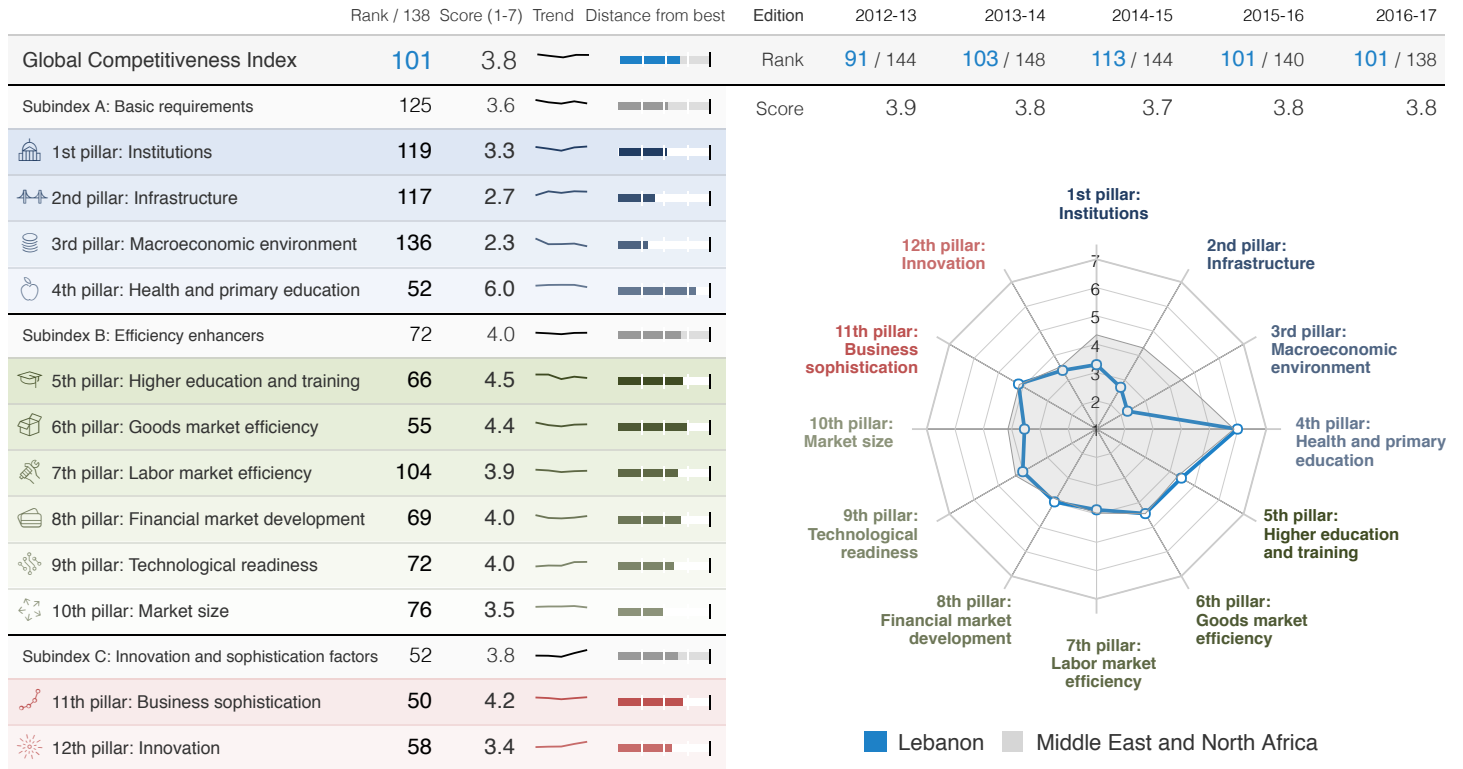 Rank / 138 Score (1-7) Trend Distance from best
Global Competitiveness Index 101 3.8
Subindex A: Basic requirements 125 3.6
1st pillar: Institutions 119 3.3
2nd pillar: Infrastructure 117 2.7
3rd pillar: Macroeconomic environment 136 2.3
4th pillar: Health and primary education 52 6.0
Subindex B: Efficiency enhancers 72 4.0
5th pillar: Higher education and training 66 4.5
6th pillar: Goods market efficiency 55 4.4
7th pillar: Labor market efficiency 104 3.9
8th pillar: Financial market development 69 4.0
9th pillar: Technological readiness 72 4.0
10th pillar: Market size 76 3.5
Subindex C: Innovation and sophistication factors 52 3.8
11th pillar: Business sophistication 50 4.2
12th pillar: Innovation 58 3.4
Edition 2012-13 2013-14 2014-15 2015-16 2016-17
Rank 91 / 144 103 / 148 113 / 144 101 / 140 101 / 138
Score 3.9 3.8 3.7 3.8 3.8
1st pillar:
Institutions
2nd pillar:
Infrastructure
3rd pillar:
Macroeconomic
environment
4th pillar:
Health and primary
education
5th pillar:
Higher education
and training
6th pillar:
Goods market
efficiency
7th pillar:
Labor market
efficiency
8th pillar:
Financial market
development
9th pillar:
Technological
readiness
10th pillar:
Market size
11th pillar:
Business
sophistication
12th pillar:
Innovation
7
6
5
4
3
2
1
Lebanon Middle East and North Africa